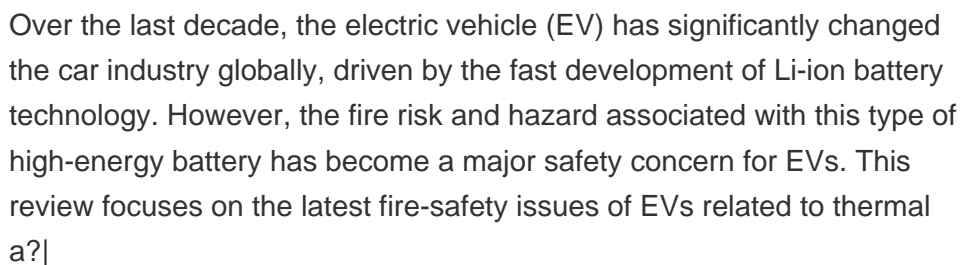 Over the last decade, the electric vehicle (EV) has significantly changed
the car industry globally, driven by the fast development of Li-ion battery
technology. However, the fire risk and hazard associated with this type of
high-energy battery has become a major safety concern for EVs. This
review focuses on the latest fire-safety issues of EVs related to thermal
a?|